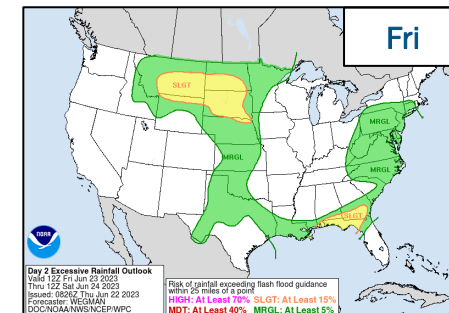 Fri
SLGT
MRGL
MRGL
MRGL
SLGT
NOAA
Day 2 Excessive Rainfall Outlook
Valid 12Z Fri Jun 23 2023
Thru 12Z Sat Jun 24 2023
Issued: 0826Z Thu Jun 22 2023
Forecaster: WEGMAN
DOC/NOAA/NWS/NCEP/WPC
Risk of rainfall exceeding flash flood guidance
within 25 miles of a point
HIGH: At Least 70% SLGT: At Least 15%
MDT: At Least 40% MRGL: At Least 5%